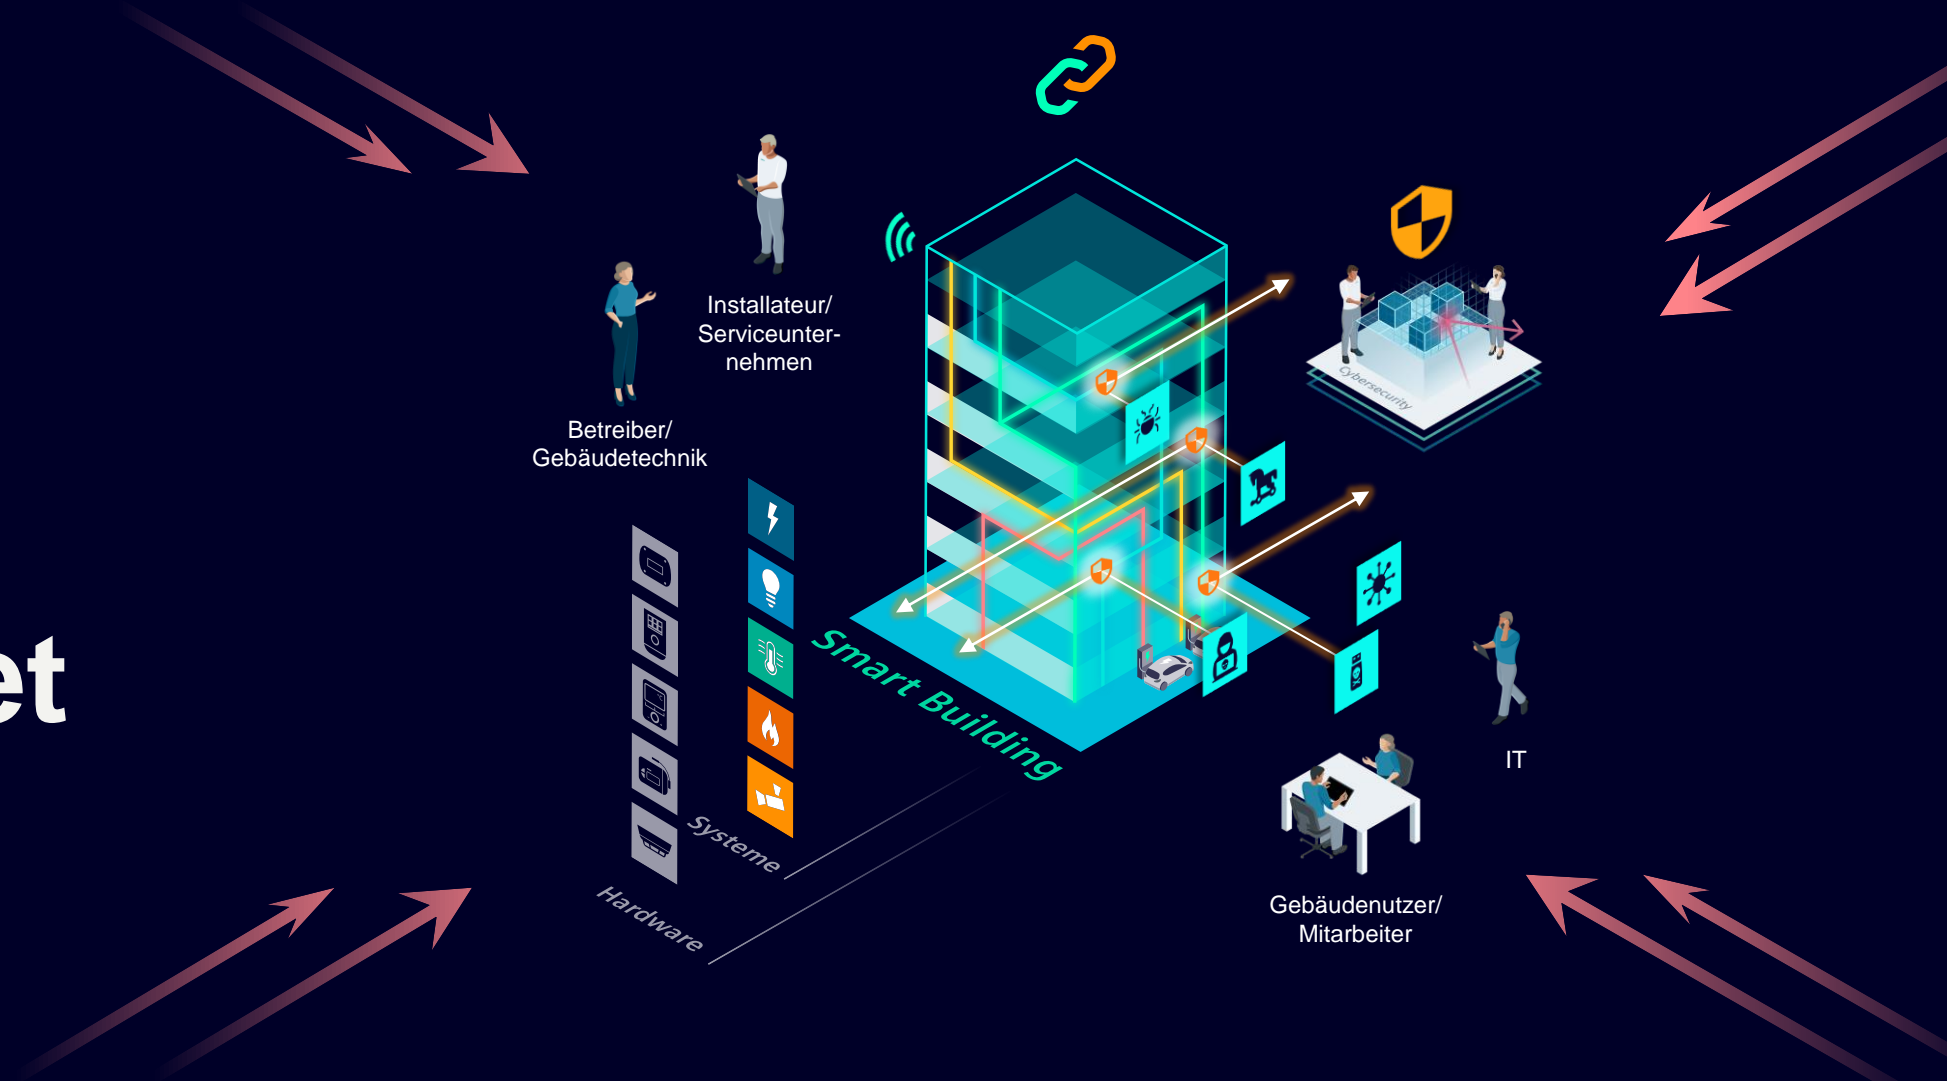 Installateur/
Serviceunter-
nehmen
Betreiber/
Gebäudetechnik
Cybersecurity
et
Smart Building
Systeme
Hardware
IT
Gebäudenutzer/
Mitarbeiter